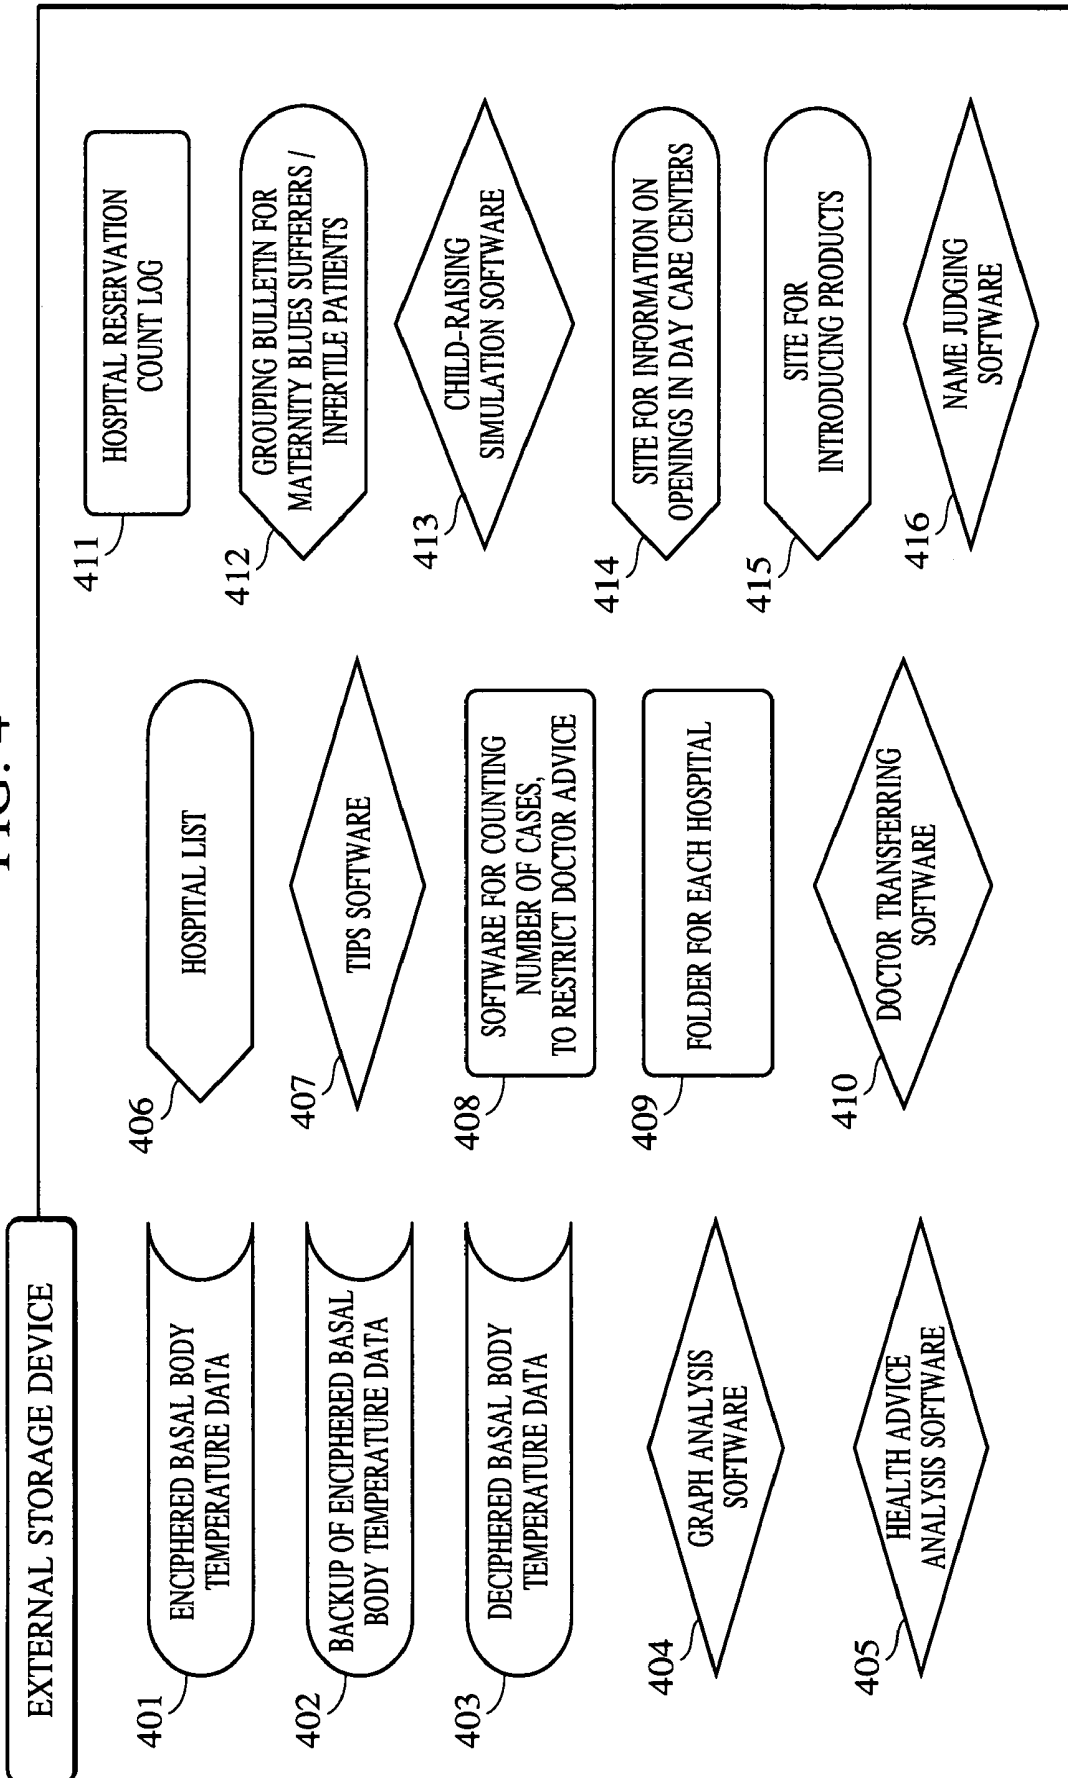 FIG. 4
EXTERNAL STORAGE DEVICE
401
ENCIPHERED BASAL BODY
TEMPERATURE DATA
402
BACKUP OF ENCIPHERED BASAL
BODY TEMPERATURE DATA
403
DECIPHERED BASAL BODY
TEMPERATURE DATA
404
GRAPH ANALYSIS
SOFTWARE
405
HEALTH ADVICE
ANALYSIS SOFTWARE
406
HOSPITAL LIST
407
TIPS SOFTWARE
408
SOFTWARE FOR COUNTING
NUMBER OF CASES,
TO RESTRICT DOCTOR ADVICE
409
FOLDER FOR EACH HOSPITAL
410
DOCTOR TRANSFERRING
SOFTWARE
411
HOSPITAL RESERVATION
COUNT LOG
412
GROUPING BULLETIN FOR
MATERNITY BLUES SUFFERERS /
INFERTILE PATIENTS
413
CHILD-RAISING
SIMULATION SOFTWARE
414
SITE FOR INFORMATION ON
OPENINGS IN DAY CARE CENTERS
415
SITE FOR
INTRODUCING PRODUCTS
416
NAME JUDGING
SOFTWARE